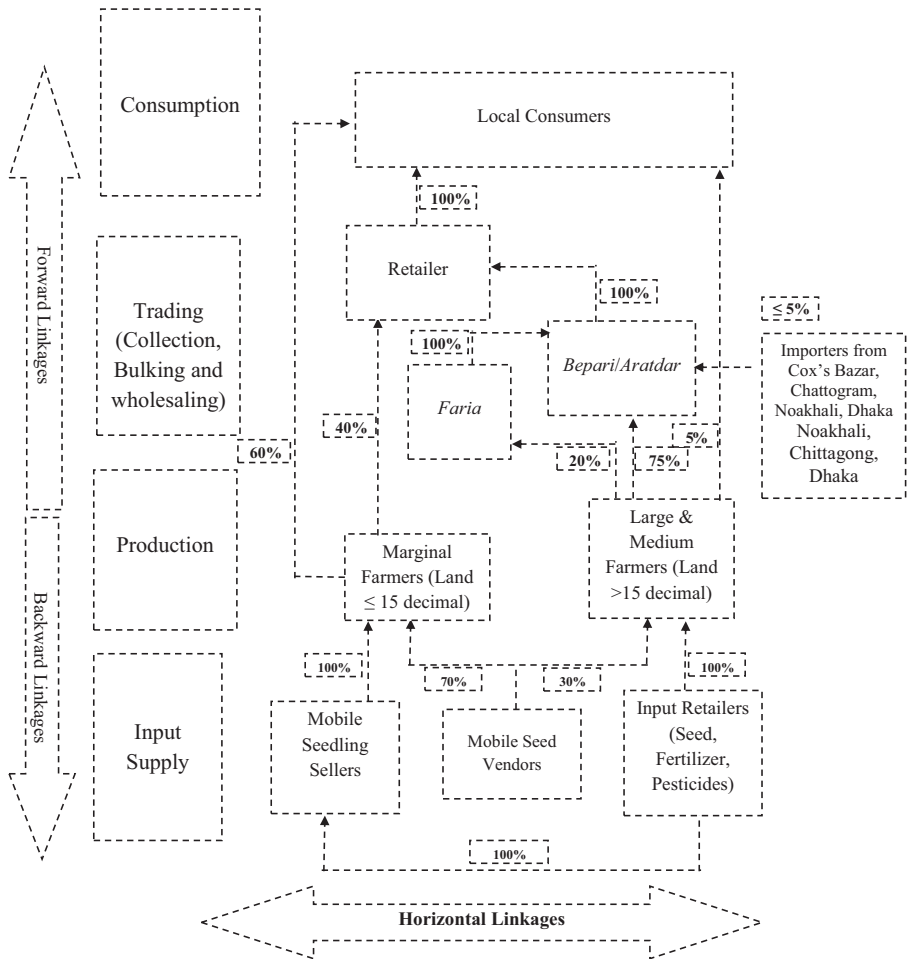 Consumption
Local Consumers
100%
Forward Linkages
Retailer
Trading
(Collection,
Bulking and
wholesaling)
100%
≤ 5%
100%
Bepari/Aratdar
Importers from
Cox's Bazar,
Chattogram,
Noakhali, Dhaka
Noakhali,
Chittagong,
Dhaka
Faria
40%
60%
5%
20%
75%
Production
Marginal
Farmers (Land
≤ 15 decimal)
Large &
Medium
Farmers (Land
>15 decimal)
Backward Linkages
100%
70%
30%
100%
Input
Supply
Mobile
Seedling
Sellers
Mobile Seed
Vendors
Input Retailers
(Seed,
Fertilizer,
Pesticides)
100%
Horizontal Linkages